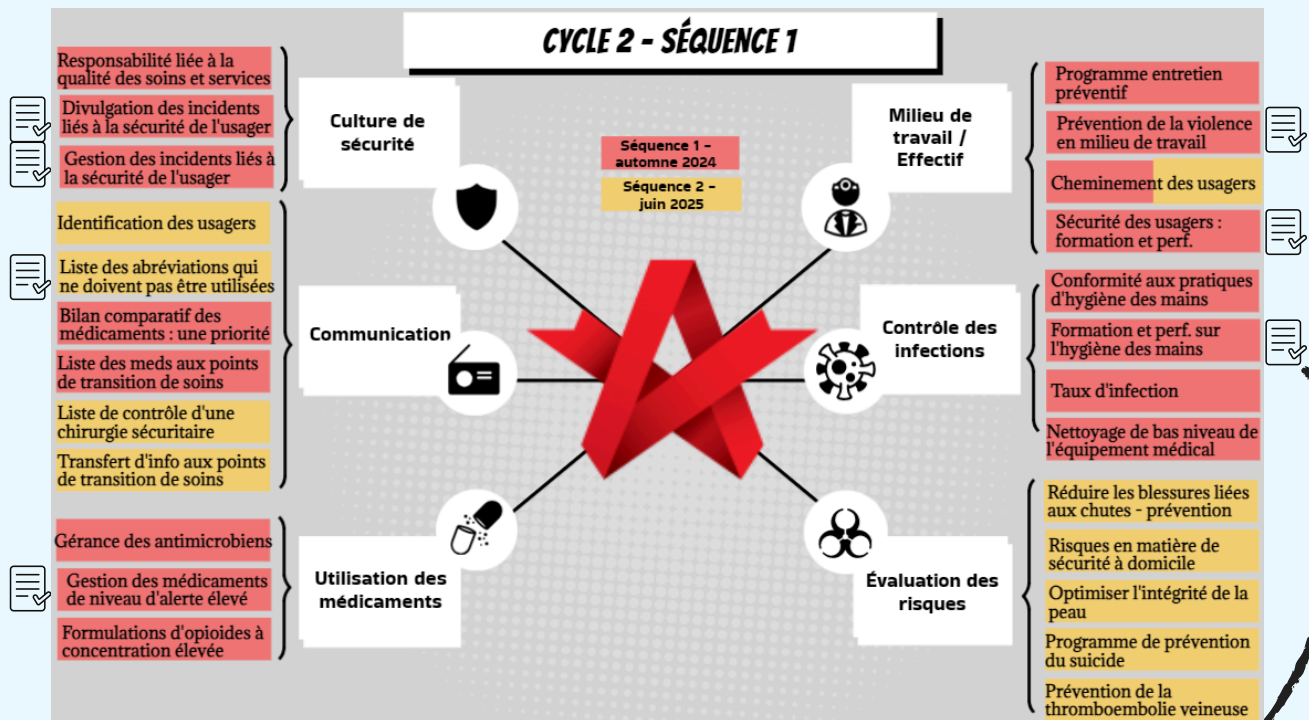 CYCLE 2 - SÉQUENCE 1
Responsabilité liée à la
qualité des soins et services
Divulgation des incidents
liés à la sécurité de l'usager
Gestion des incidents liés à
la sécurité de l'usager
Culture de
sécurité
Identification des usagers
Liste des abréviations qui
ne doivent pas être utilisées
Bilan comparatif des
médicaments : une priorité
Liste des meds aux points
de transition de soins
Liste de contrôle d'une
chirurgie sécuritaire
Transfert d'info aux points
de transition de soins
Communication
Gérance des antimicrobiens
Gestion des médicaments
de niveau d'alerte élevé
Formulations d'opioides à
concentration élevée
Utilisation des
médicaments
Séquence 1 –
automne 2024
Séquence 2 –
juin 2025
Milieu de
travail /
Effectif
Programme entretien
préventif
Prévention de la violence
en milieu de travail
Cheminement des usagers
Sécurité des usagers :
formation et perf.
Contrôle des
infections
Conformité aux pratiques
d'hygiène des mains
Formation et perf. sur
l'hygiène des mains
Taux d'infection
Nettoyage de bas niveau de
l'équipement médical
Évaluation des
risques
Réduire les blessures liées
aux chutes - prévention
Risques en matière de
sécurité à domicile
Optimiser l'intégrité de la
peau
Programme de prévention
du suicide
Prévention de la
thromboembolie veineuse